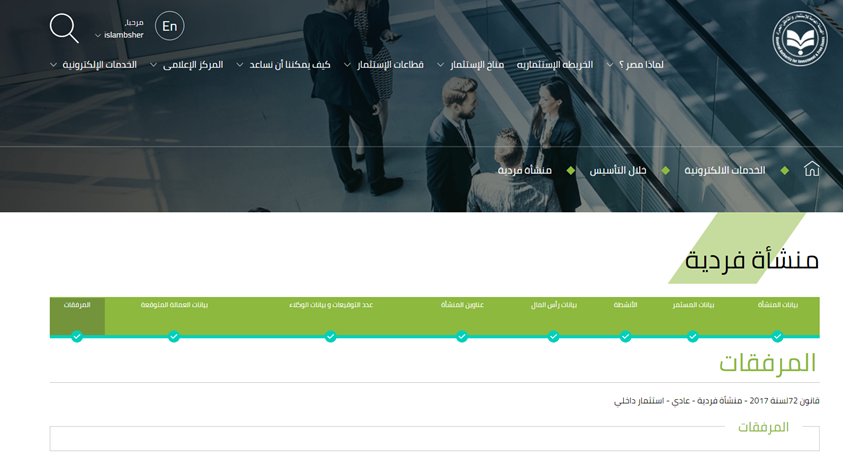 En
مرحبا,
islambsher
لماذا مصر ؟ الخريطه الإستثماريه مناخ الإستثمار قطاعات الإستثمار كيف يمكننا أن نساعد المركز الإعلامى الخدمات الإلكترونية
الخدمات الالكترونية خلال التأسيس منشأة فردية
منشأة فردية
بيانات المنشأة بيانات المستثمر الأنشطة بيانات رأس المال عناوين المنشأة عدد التوقيعات و بيانات الوكلاء بيانات العمالة المتوقعة المرفقات
المرفقات
قانون 72لسنة 2017 - منشأة فردية - عادي - استثمار داخلي
المرفقات